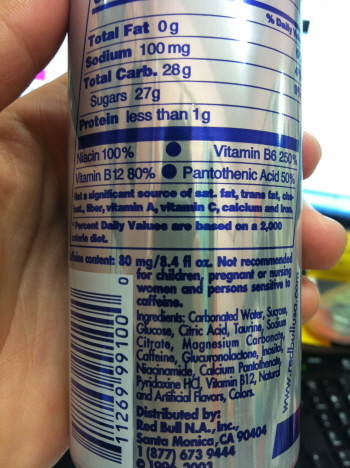 % Daily
Total Fat 0g
Sodium 100mg
Total Carb. 28g
Sugars 27g
Protein less than 1g
Niacin 100% ● Vitamin B6 250%
Vitamin B12 80% ● Pantothenic Acid 50%
Not a significant source of sat. fat, trans fat, cho-
lest., fiber, vitamin A, vitamin C, calcium and iron.
* Percent Daily Values are based on a 2,000
calorie diet.
content: 80 mg/8.4 fl oz. Not recommended
for children, pregnant or nursing
women and persons sensitive to
caffeine.
Ingredients: Carbonated Water, Sucrose,
Glucose, Citric Acid, Taurine, Sodium
Citrate, Magnesium Carbonate,
Caffeine, Glucuronolactone, Inositol,
Niacinamide, Calcium Pantothenate,
Pyridoxine HCl, Vitamin B12, Natural
and Artificial Flavors, Colors.
Distributed by:
Red Bull N.A., Inc.,
Santa Monica, CA 90404
1 (877) 673 9444
© 1996-2003
11269 99100 0